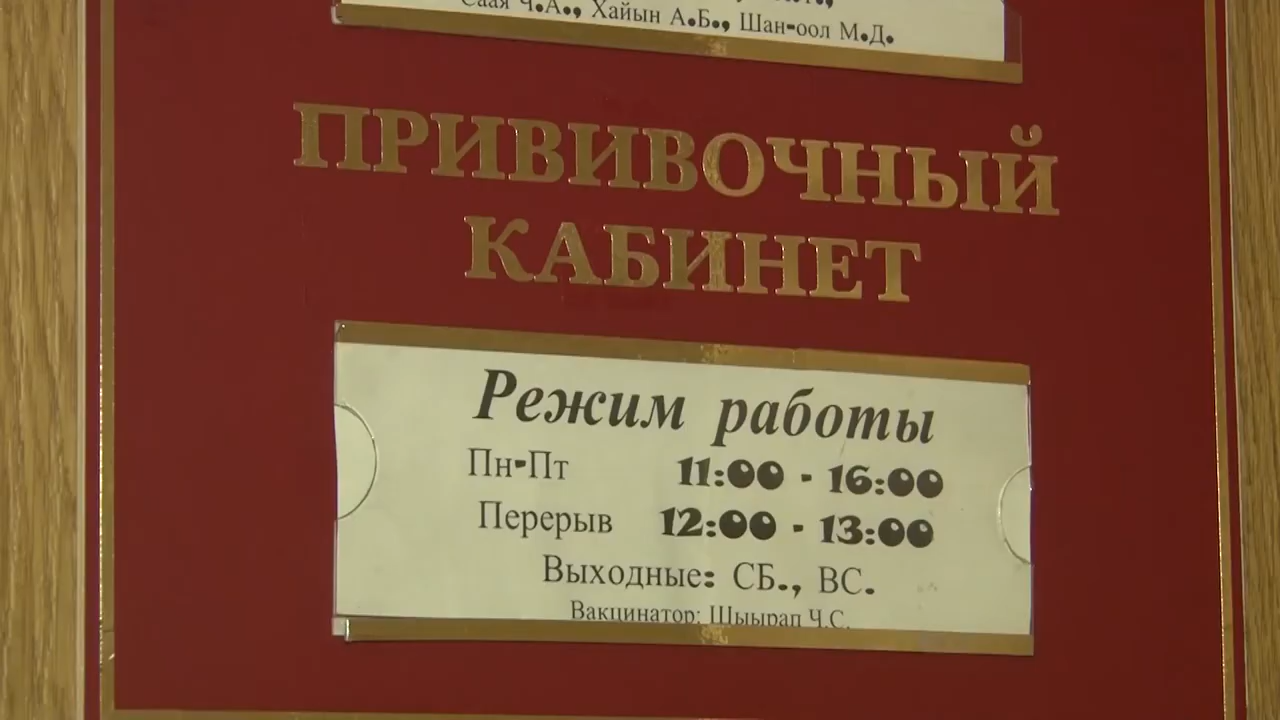 Саая Ч.А., Хайын А.Б., Шан-оол М.Д.
ПРИВИВОЧНЫЙ
КАБИНЕТ
Режим работы
Пн-Пт 11:00 - 16:00
Перерыв 12:00 - 13:00
Выходные: СБ., ВС.
Вакцинатор: Шыырап Ч.С.